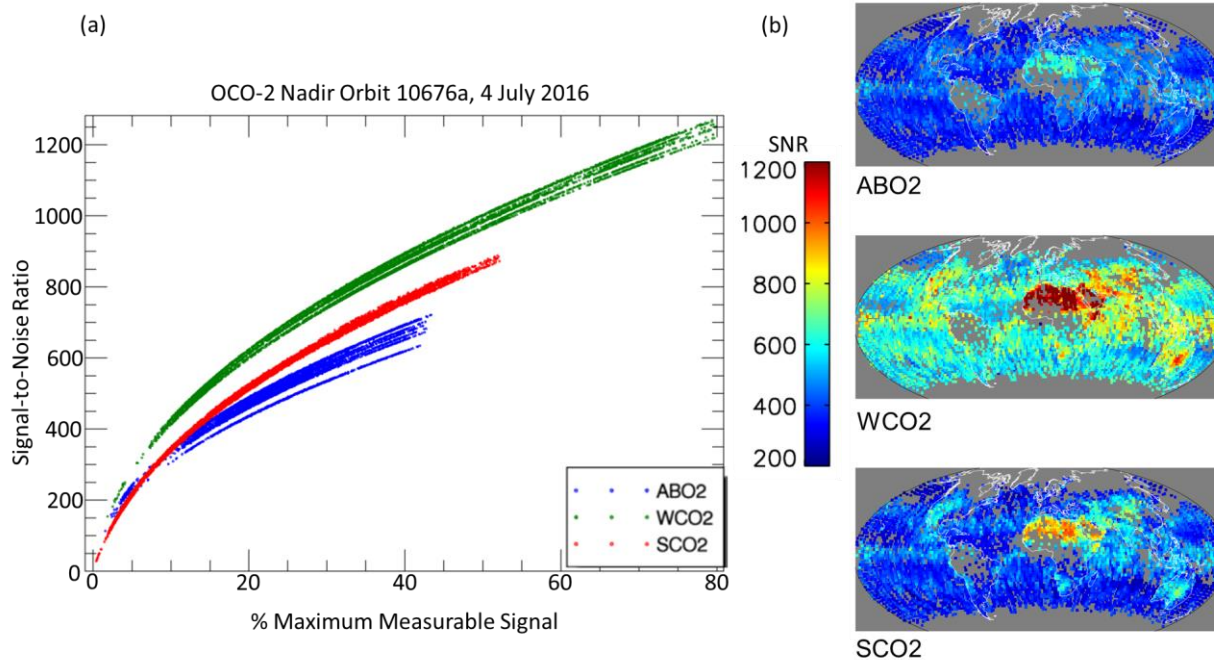 (a)
OCO-2 Nadir Orbit 10676a, 4 July 2016
Signal-to-Noise Ratio
1200
1000
800
600
400
200
0
0 20 40 60 80
% Maximum Measurable Signal
ABO2
WCO2
SCO2
(b)
SNR
1200
1000
800
600
400
200
ABO2
WCO2
SCO2